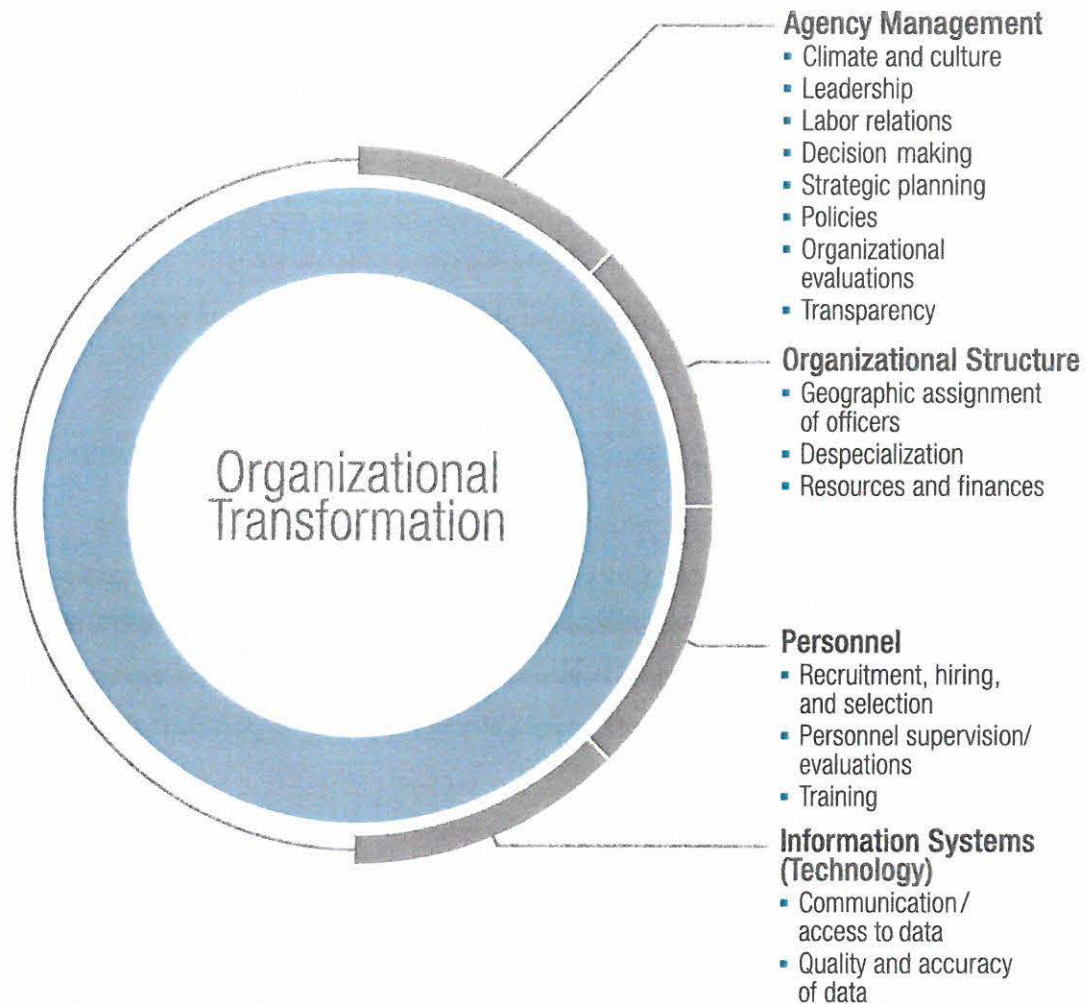 Agency Management
▪ Climate and culture
▪ Leadership
▪ Labor relations
▪ Decision making
▪ Strategic planning
▪ Policies
▪ Organizational
evaluations
▪ Transparency
Organizational Structure
▪ Geographic assignment
of officers
▪ Despecialization
▪ Resources and finances
Organizational
Transformation
Personnel
▪ Recruitment, hiring,
and selection
▪ Personnel supervision/
evaluations
▪ Training
Information Systems
(Technology)
▪ Communication/
access to data
▪ Quality and accuracy
of data